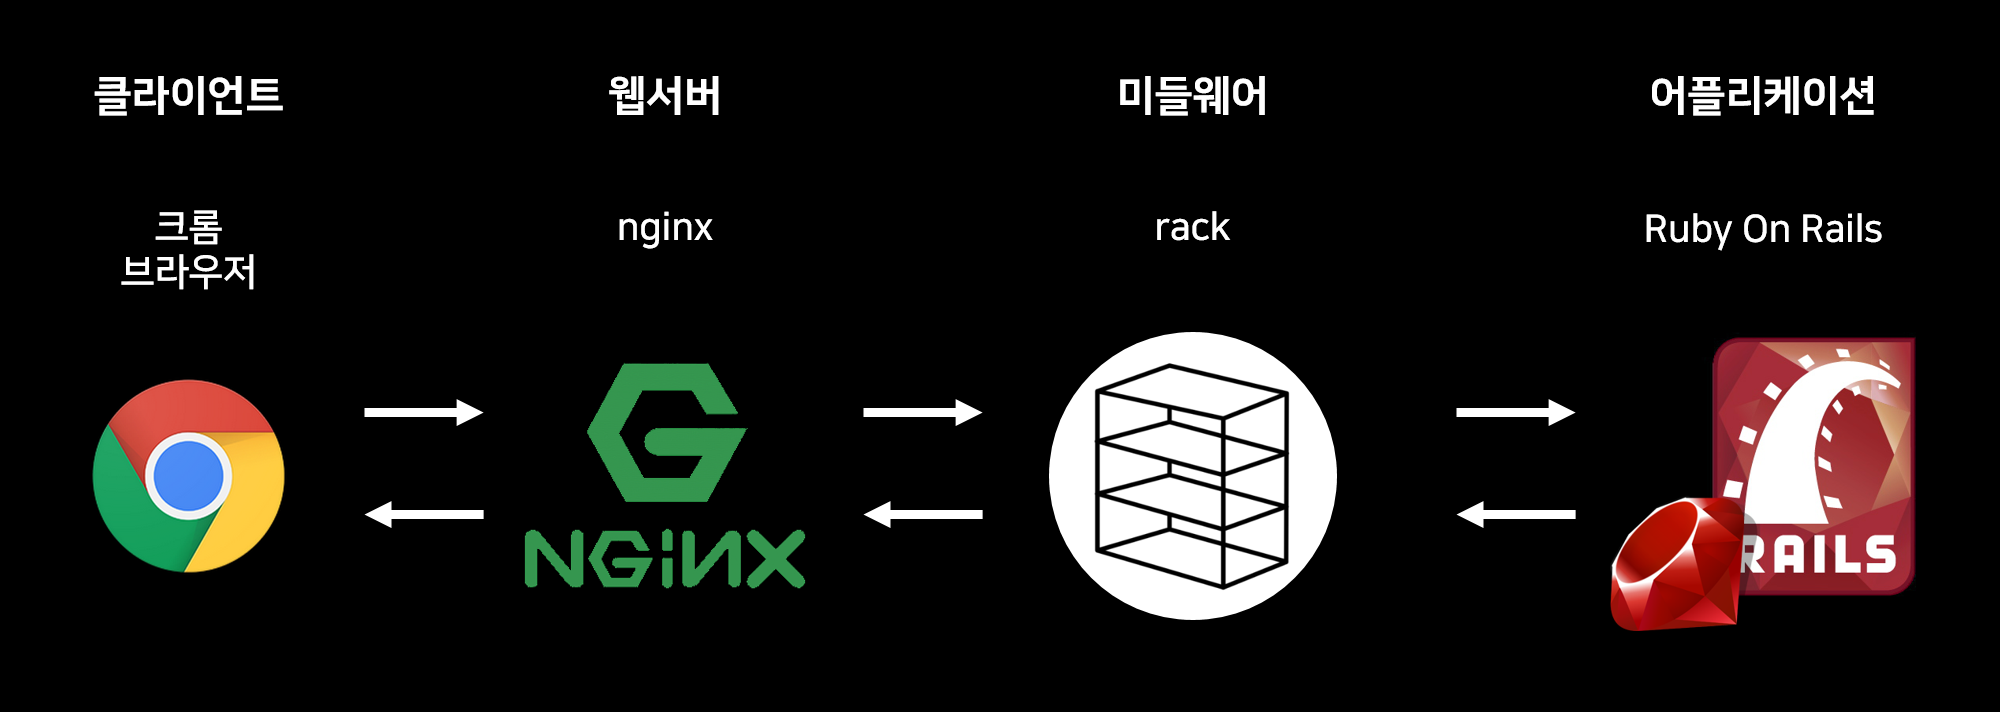 클라이언트
웹서버
미들웨어
어플리케이션
크롬
브라우저
nginx
rack
Ruby On Rails
NGiNX
RAILS